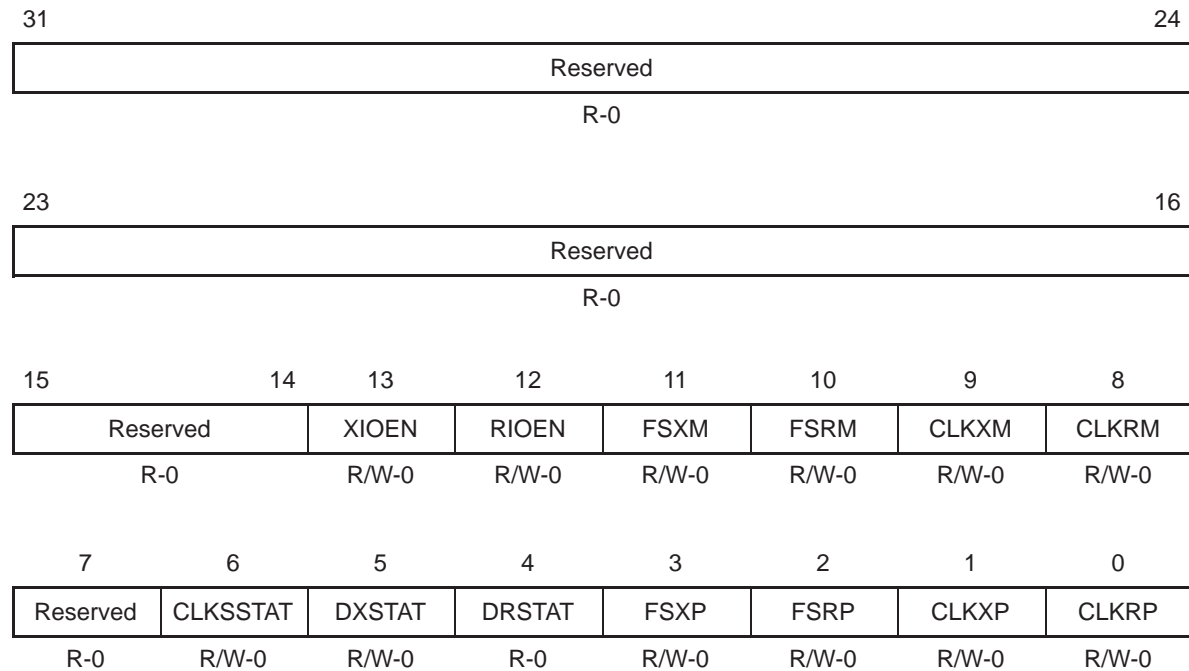 31 24
Reserved
R-0
23 16
Reserved
R-0
15 14 13 12 11 10 9 8
Reserved XIOEN RIOEN FSXM FSRM CLKXM CLKRM
R-0 R/W-0 R/W-0 R/W-0 R/W-0 R/W-0 R/W-0
7 6 5 4 3 2 1 0
Reserved CLKSSTAT DXSTAT DRSTAT FSXP FSRP CLKXP CLKRP
R-0 R/W-0 R/W-0 R-0 R/W-0 R/W-0 R/W-0 R/W-0